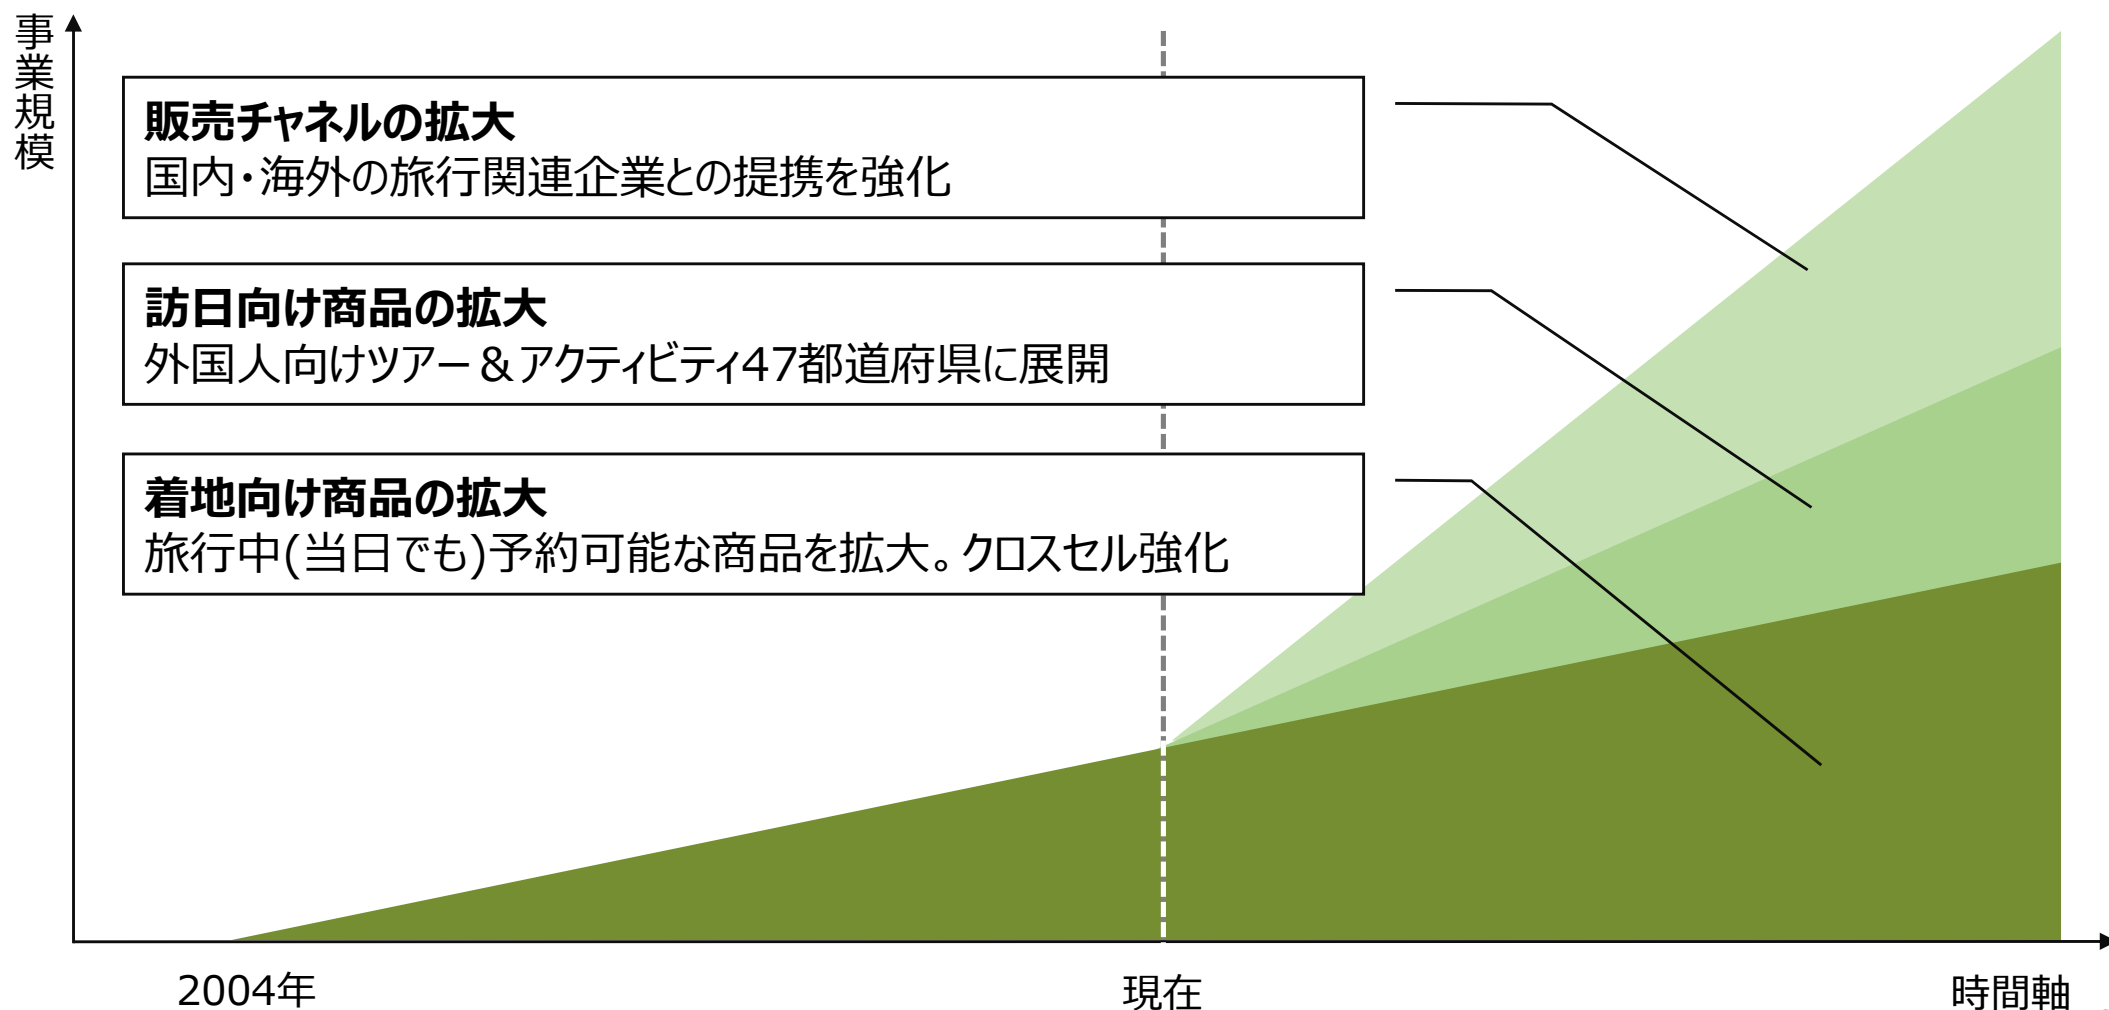 事業規模
販売チャネルの拡大
国内・海外の旅行関連企業との提携を強化
訪日向け商品の拡大
外国人向けツアー＆アクティビティ47都道府県に展開
着地向け商品の拡大
旅行中(当日でも)予約可能な商品を拡大。クロスセル強化
2004年
現在
時間軸